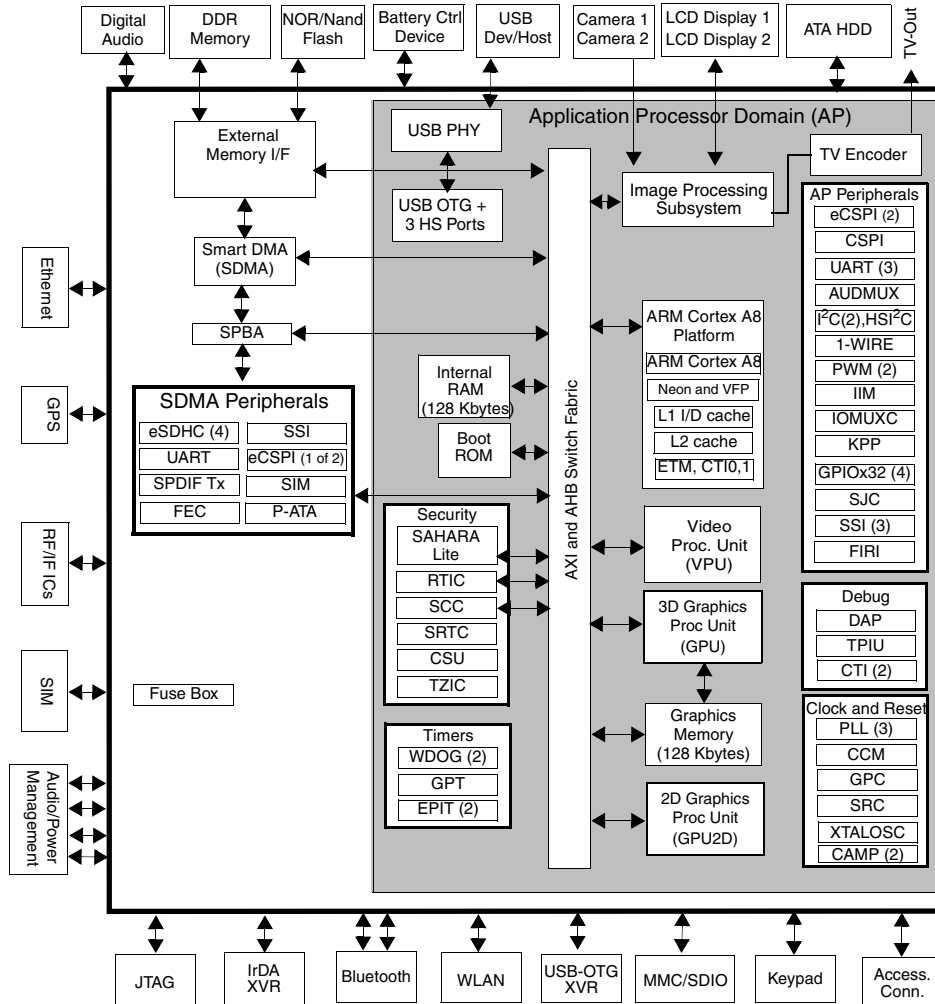 Digital
Audio
DDR
Memory
NOR/Nand
Flash
Battery Ctrl
Device
USB
Dev/Host
Camera 1
Camera 2
LCD Display 1
LCD Display 2
ATA HDD
TV-Out
Application Processor Domain (AP)
External
Memory I/F
USB PHY
USB OTG +
3 HS Ports
TV Encoder
Image Processing
Subsystem
Smart DMA
(SDMA)
SPBA
SDMA Peripherals
eSDHC (4)
SSI
UART
eCSPI (1 of 2)
SPDIF Tx
SIM
FEC
P-ATA
Fuse Box
Internal
RAM
(128 Kbytes)
Boot
ROM
Security
SAHARA
Lite
RTIC
SCC
SRTC
CSU
TZIC
Timers
WDOG (2)
GPT
EPIT (2)
AXI and AHB Switch Fabric
ARM Cortex A8
Platform
ARM Cortex A8
Neon and VFP
L1 I/D cache
L2 cache
ETM, CTI0,1
Video
Proc. Unit
(VPU)
3D Graphics
Proc Unit
(GPU)
Graphics
Memory
(128 Kbytes)
2D Graphics
Proc Unit
(GPU2D)
AP Peripherals
eCSPI (2)
CSPI
UART (3)
AUDMUX
I²C(2),HSI²C
1-WIRE
PWM (2)
IIM
IOMUXC
KPP
GPIOx32 (4)
SJC
SSI (3)
FIRI
Debug
DAP
TPIU
CTI (2)
Clock and Reset
PLL (3)
CCM
GPC
SRC
XTALOSC
CAMP (2)
Ethernet
GPS
RF/IF ICs
SIM
Audio/Power
Management
JTAG
IrDA
XVR
Bluetooth
WLAN
USB-OTG
XVR
MMC/SDIO
Keypad
Access.
Conn.